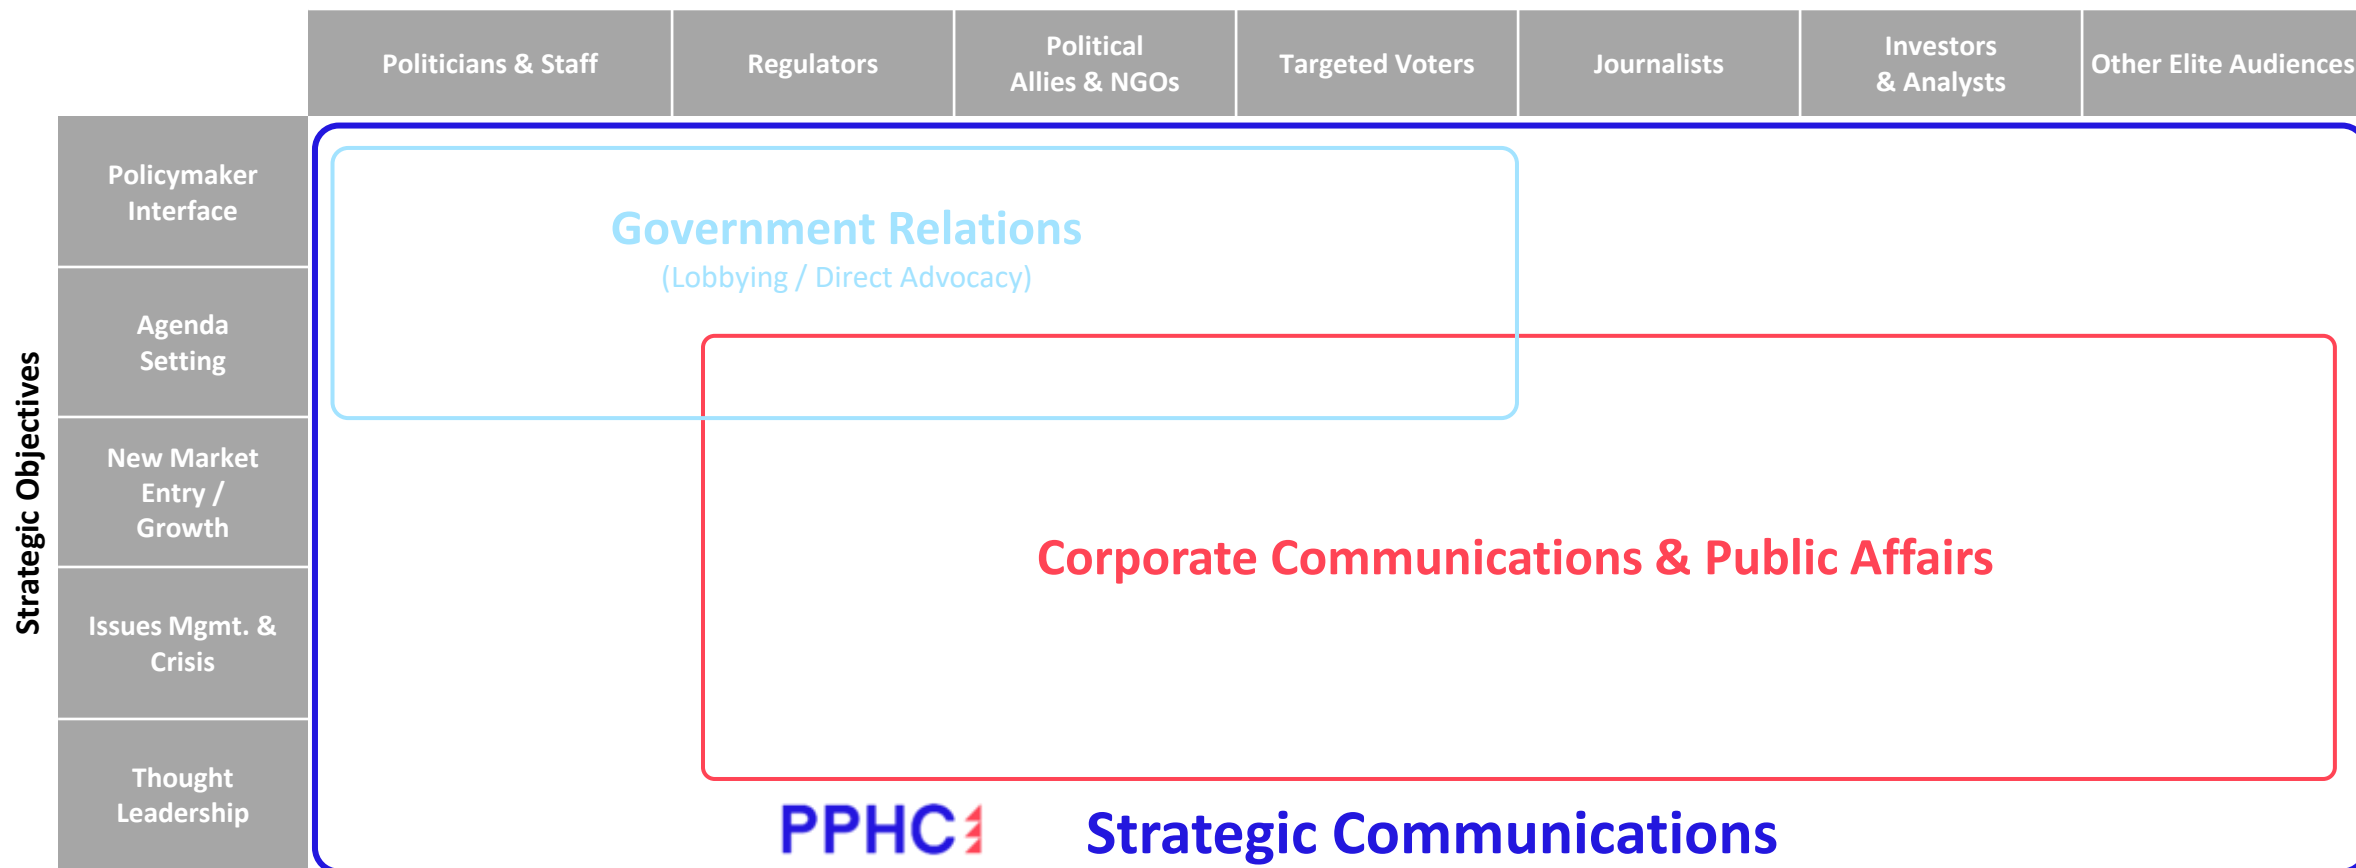 Politicians & Staff
Regulators
Political
Allies & NGOs
Targeted Voters
Journalists
Investors
& Analysts
Other Elite Audiences
Strategic Objectives
Policymaker
Interface
Agenda
Setting
New Market
Entry /
Growth
Issues Mgmt. &
Crisis
Thought
Leadership
Government Relations
(Lobbying / Direct Advocacy)
Corporate Communications & Public Affairs
PPHC
Strategic Communications